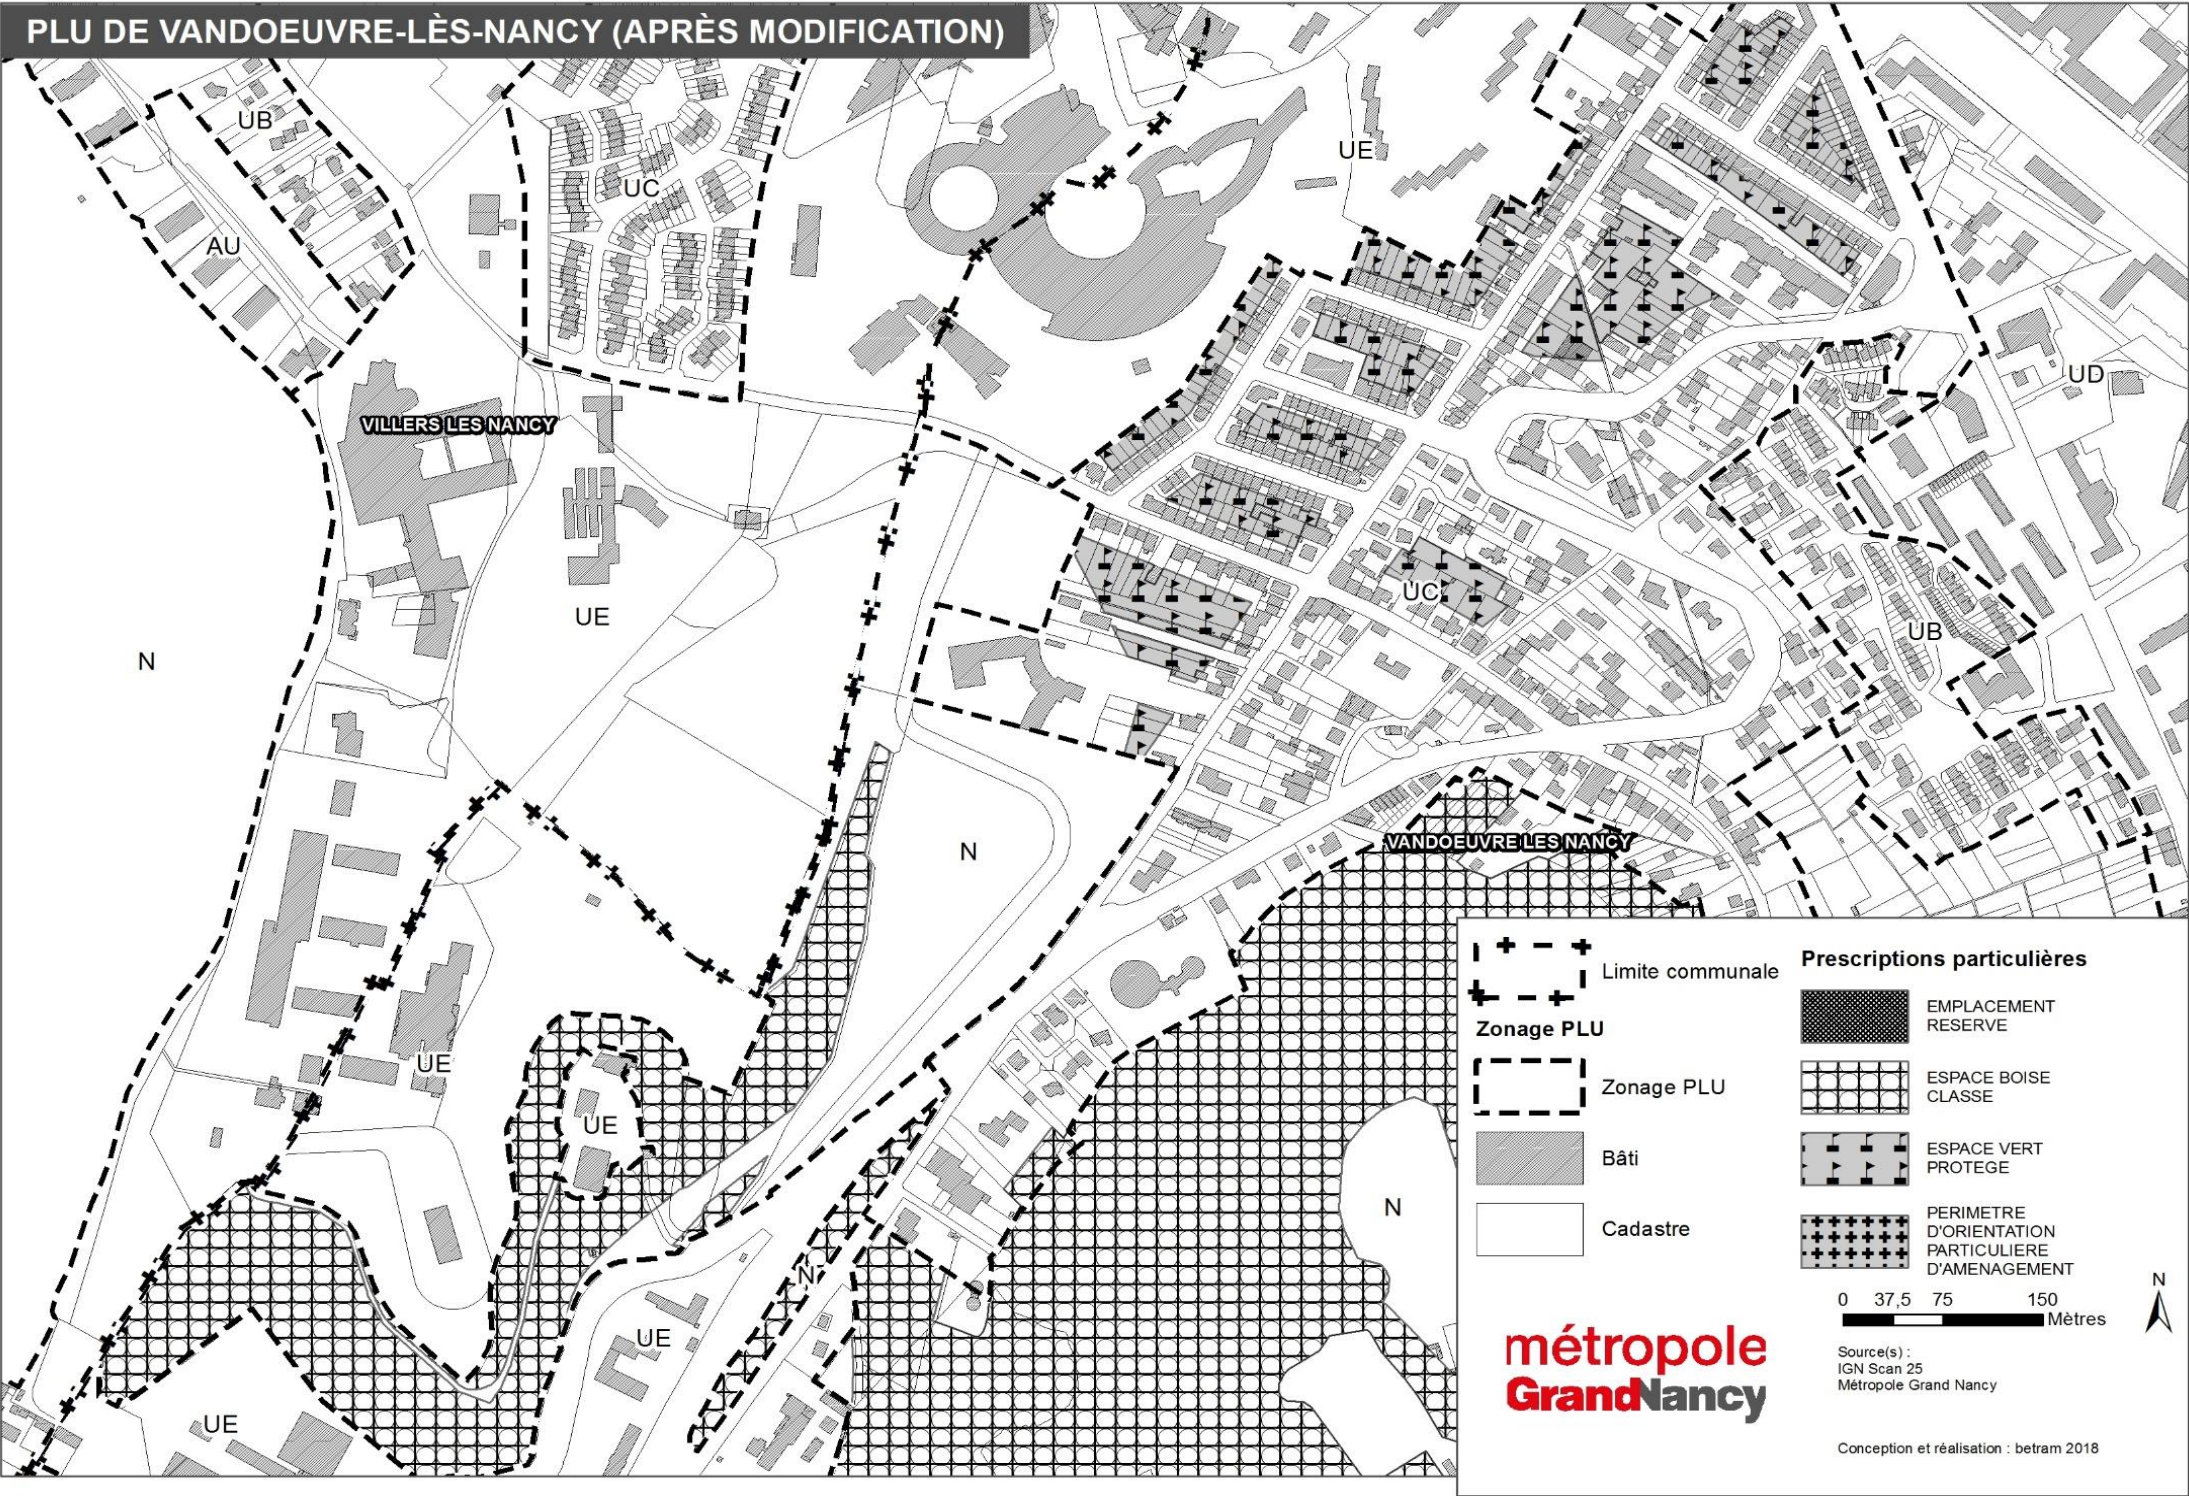 PLU DE VANDOEUVRE-LÈS-NANCY (APRÈS MODIFICATION)
UB
UC
UE
AU
UD
VILLERS LES NANCY
UE
UC
UB
N
N
VANDOEUVRE LES NANCY
UE
UE
N
N
UE
UE
Limite communale
Zonage PLU
Zonage PLU
Bâti
Cadastre
Prescriptions particulières
EMPLACEMENT
RESERVE
ESPACE BOISE
CLASSE
ESPACE VERT
PROTEGE
PERIMETRE
D'ORIENTATION
PARTICULIERE
D'AMENAGEMENT
N
0 37,5 75 150
Mètres
métropole
GrandNancy
Source(s) :
IGN Scan 25
Métropole Grand Nancy
Conception et réalisation : betram 2018